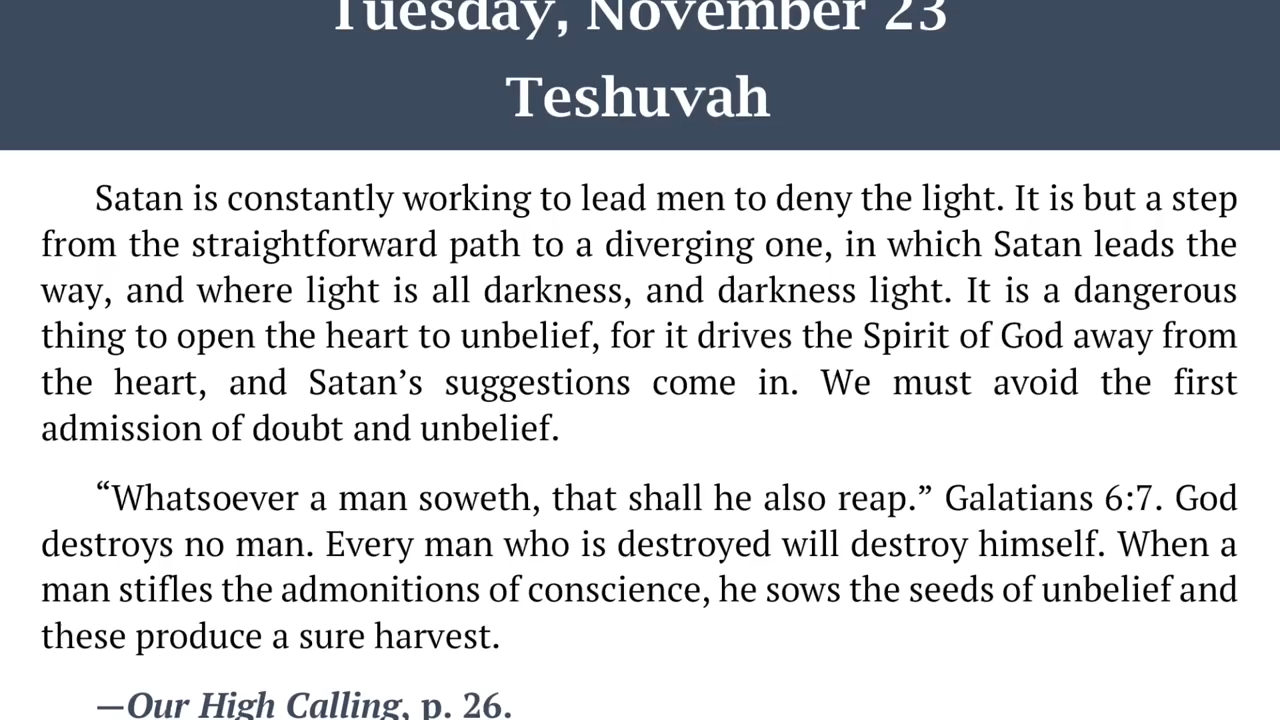 Tuesday, November 23
Teshuvah
Satan is constantly working to lead men to deny the light. It is but a step
from the straightforward path to a diverging one, in which Satan leads the
way, and where light is all darkness, and darkness light. It is a dangerous
thing to open the heart to unbelief, for it drives the Spirit of God away from
the heart, and Satan’s suggestions come in. We must avoid the first
admission of doubt and unbelief.
“Whatsoever a man soweth, that shall he also reap.” Galatians 6:7. God
destroys no man. Every man who is destroyed will destroy himself. When a
man stifles the admonitions of conscience, he sows the seeds of unbelief and
these produce a sure harvest.
—Our High Calling, p. 26.